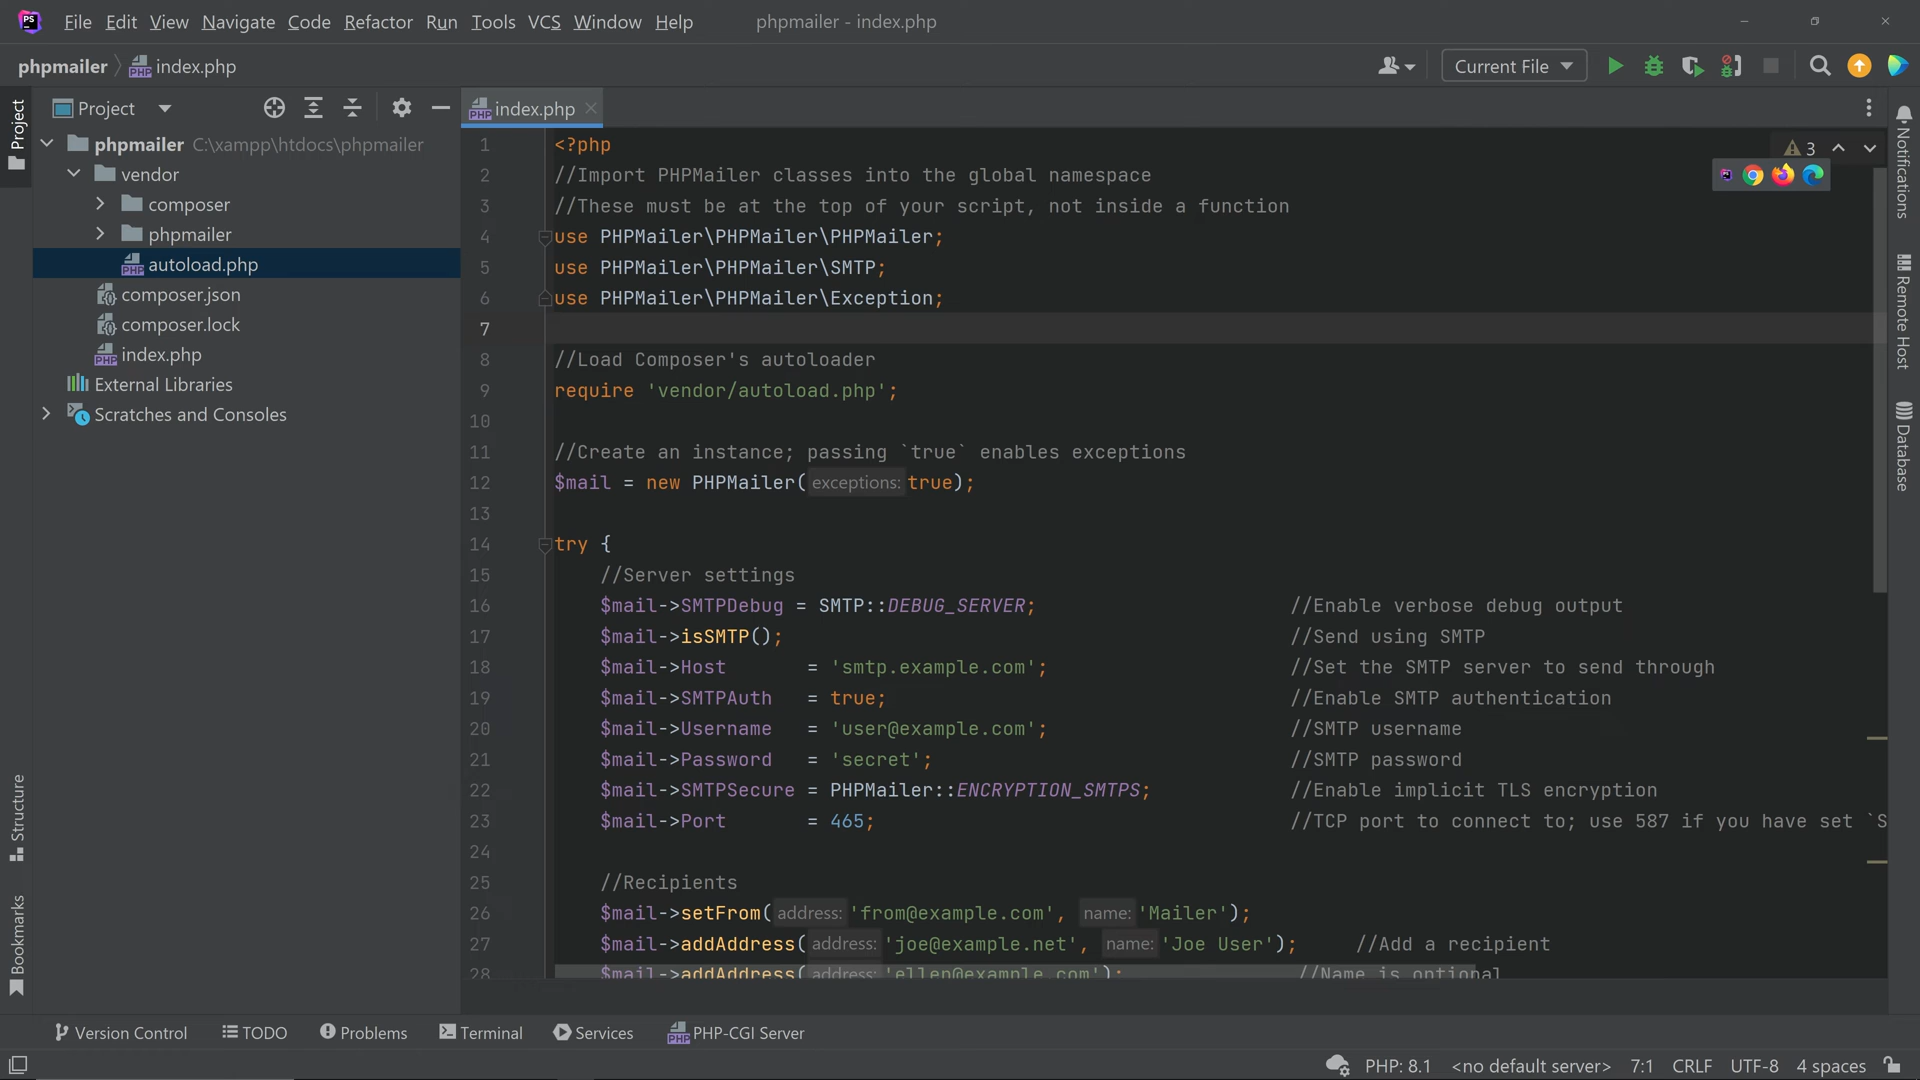 File Edit View Navigate Code Refactor Run Tools VCS Window Help phpmailer - index.php
phpmailer index.php Current File
Project
Project
index.php
phpmailer C:\xampp\htdocs\phpmailer
vendor
composer
phpmailer
autoload.php
composer.json
composer.lock
index.php
External Libraries
Scratches and Consoles
3
1 <?php
2 //Import PHPMailer classes into the global namespace
3 //These must be at the top of your script, not inside a function
4 use PHPMailer\PHPMailer\PHPMailer;
5 use PHPMailer\PHPMailer\SMTP;
6 use PHPMailer\PHPMailer\Exception;
7
8 //Load Composer's autoloader
9 require 'vendor/autoload.php';
10
11 //Create an instance; passing `true` enables exceptions
12 $mail = new PHPMailer( exceptions: true);
13
14 try {
15 //Server settings
16 $mail->SMTPDebug = SMTP::DEBUG_SERVER; //Enable verbose debug output
17 $mail->isSMTP(); //Send using SMTP
18 $mail->Host = 'smtp.example.com'; //Set the SMTP server to send through
19 $mail->SMTPAuth = true; //Enable SMTP authentication
20 $mail->Username = 'user@example.com'; //SMTP username
21 $mail->Password = 'secret'; //SMTP password
22 $mail->SMTPSecure = PHPMailer::ENCRYPTION_SMTPS; //Enable implicit TLS encryption
23 $mail->Port = 465; //TCP port to connect to; use 587 if you have set `S
24
25 //Recipients
26 $mail->setFrom( address: 'from@example.com', name: 'Mailer');
27 $mail->addAddress( address: 'joe@example.net', name: 'Joe User'); //Add a recipient
28 $mail->addAddress( address: 'ellen@example.com'); //Name is optional
Structure
Bookmarks
Notifications
Remote Host
Database
Version Control TODO Problems Terminal Services PHP-CGI Server
PHP: 8.1 <no default server> 7:1 CRLF UTF-8 4 spaces